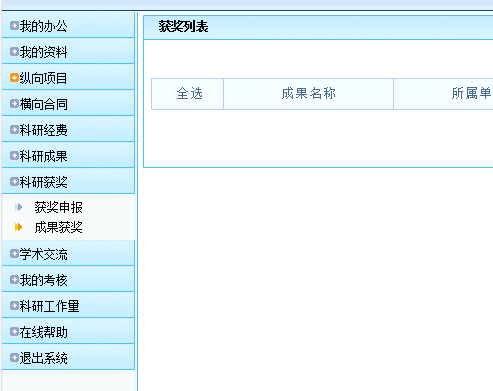 我的办公
我的资料
纵向项目
横向合同
科研经费
科研成果
科研获奖
获奖申报
成果获奖
学术交流
我的考核
科研工作量
在线帮助
退出系统
获奖列表
全选 成果名称 所属单